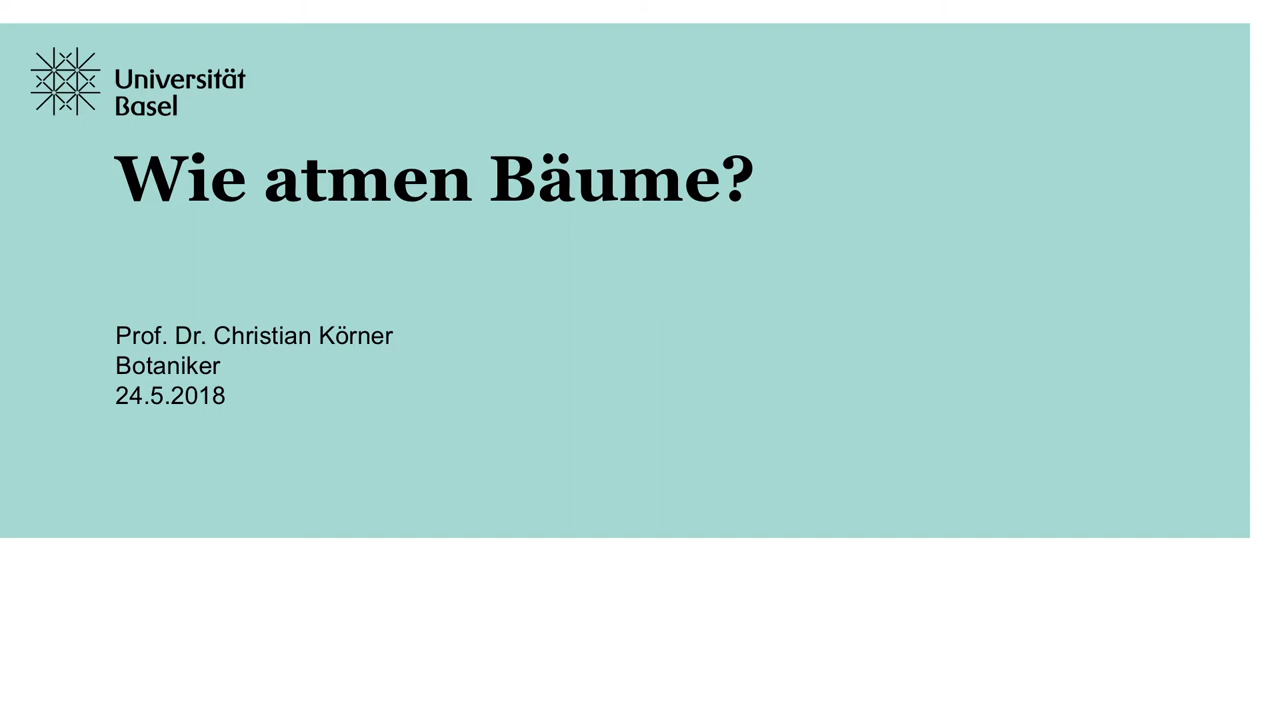 Universität
Basel
Wie atmen Bäume?
Prof. Dr. Christian Körner
Botaniker
24.5.2018